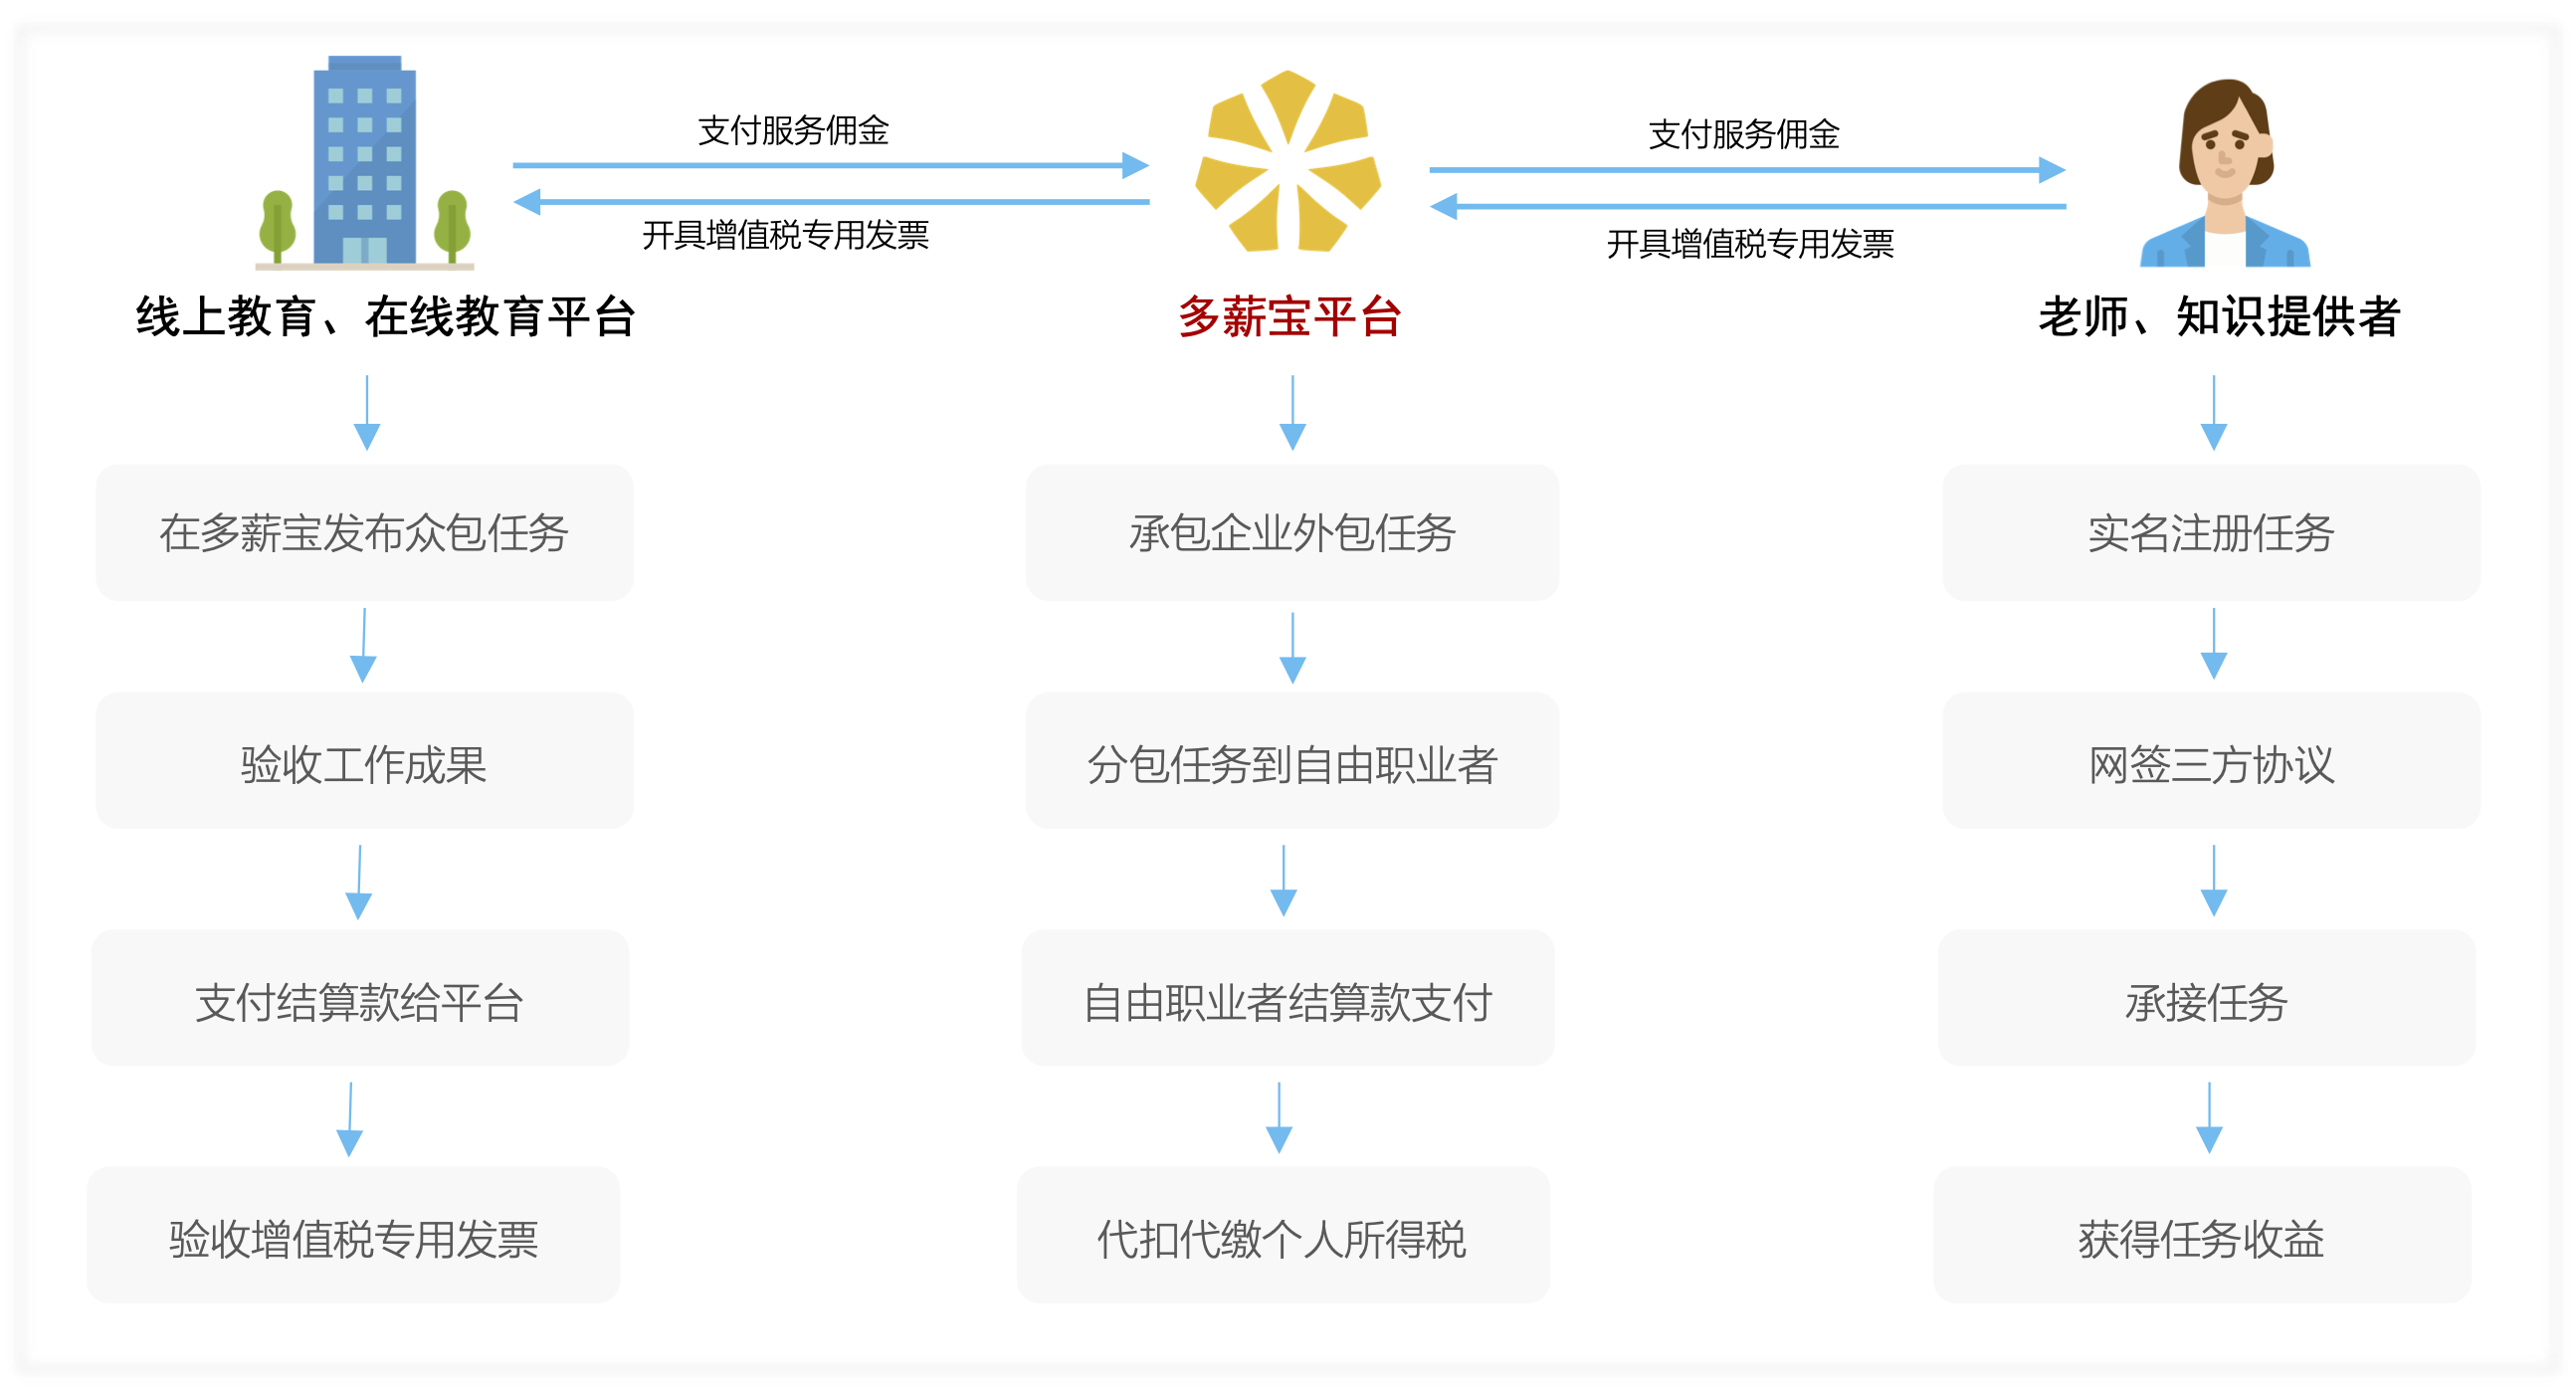 支付服务佣金
支付服务佣金
开具增值税专用发票
开具增值税专用发票
线上教育、在线教育平台
多薪宝平台
老师、知识提供者
在多薪宝发布众包任务
承包企业外包任务
实名注册任务
验收工作成果
分包任务到自由职业者
网签三方协议
支付结算款给平台
自由职业者结算款支付
承接任务
验收增值税专用发票
代扣代缴个人所得税
获得任务收益